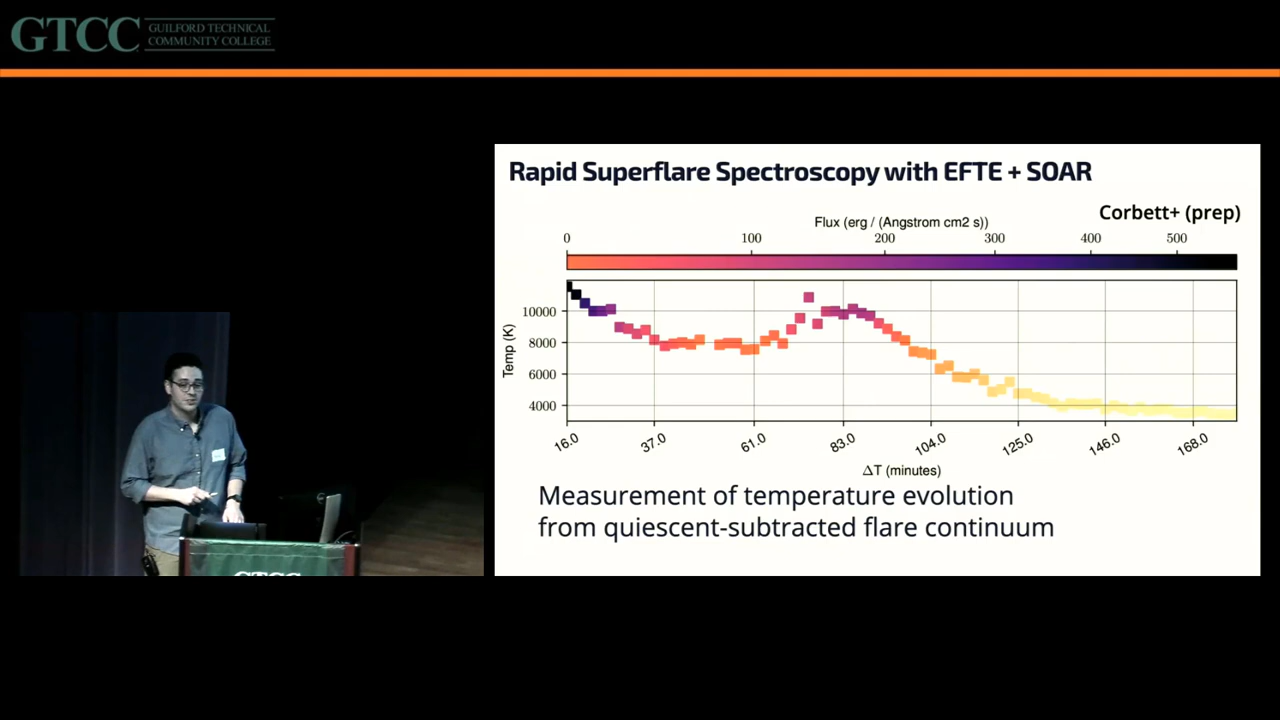 GTCC GUILFORD TECHNICAL
COMMUNITY COLLEGE
Rapid Superflare Spectroscopy with EFTE + SOAR
Corbett+ (prep)
Flux (erg / (Angstrom cm2 s))
0 100 200 300 400 500
Temp (K)
10000
8000
6000
4000
16.0 37.0 61.0 83.0 104.0 125.0 146.0 168.0
ΔT (minutes)
Measurement of temperature evolution
from quiescent-subtracted flare continuum
GTCC